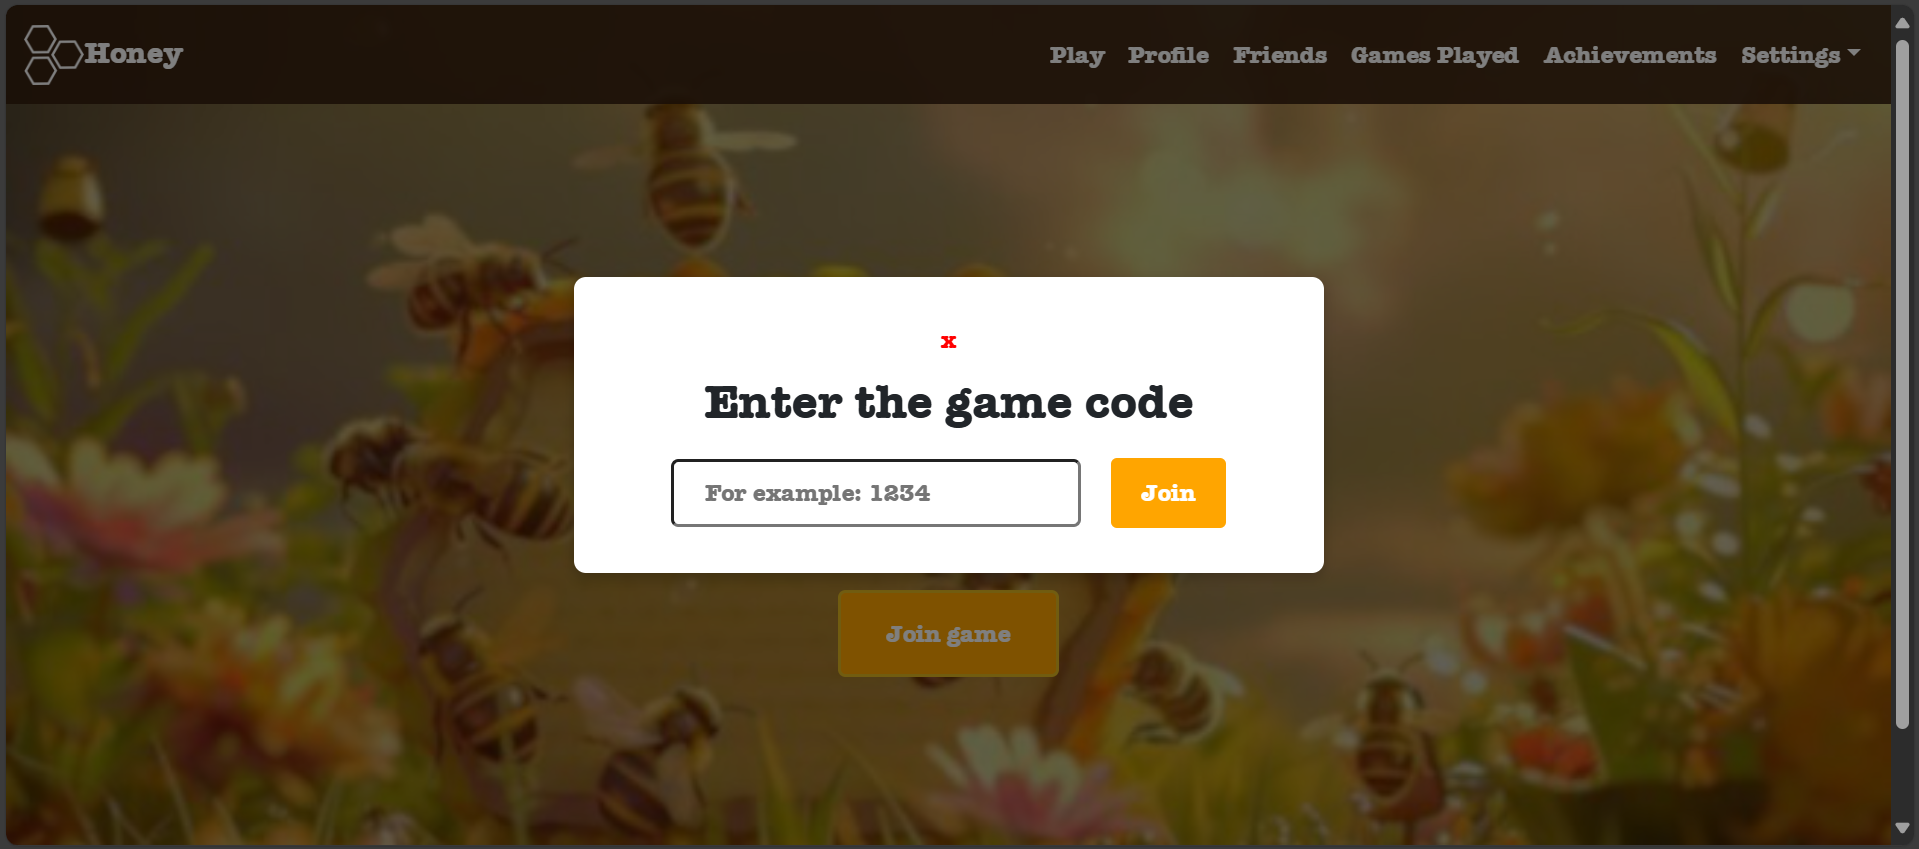 Honey
Play Profile Friends Games Played Achievements Settings
x
Enter the game code
For example: 1234 Join
Join game